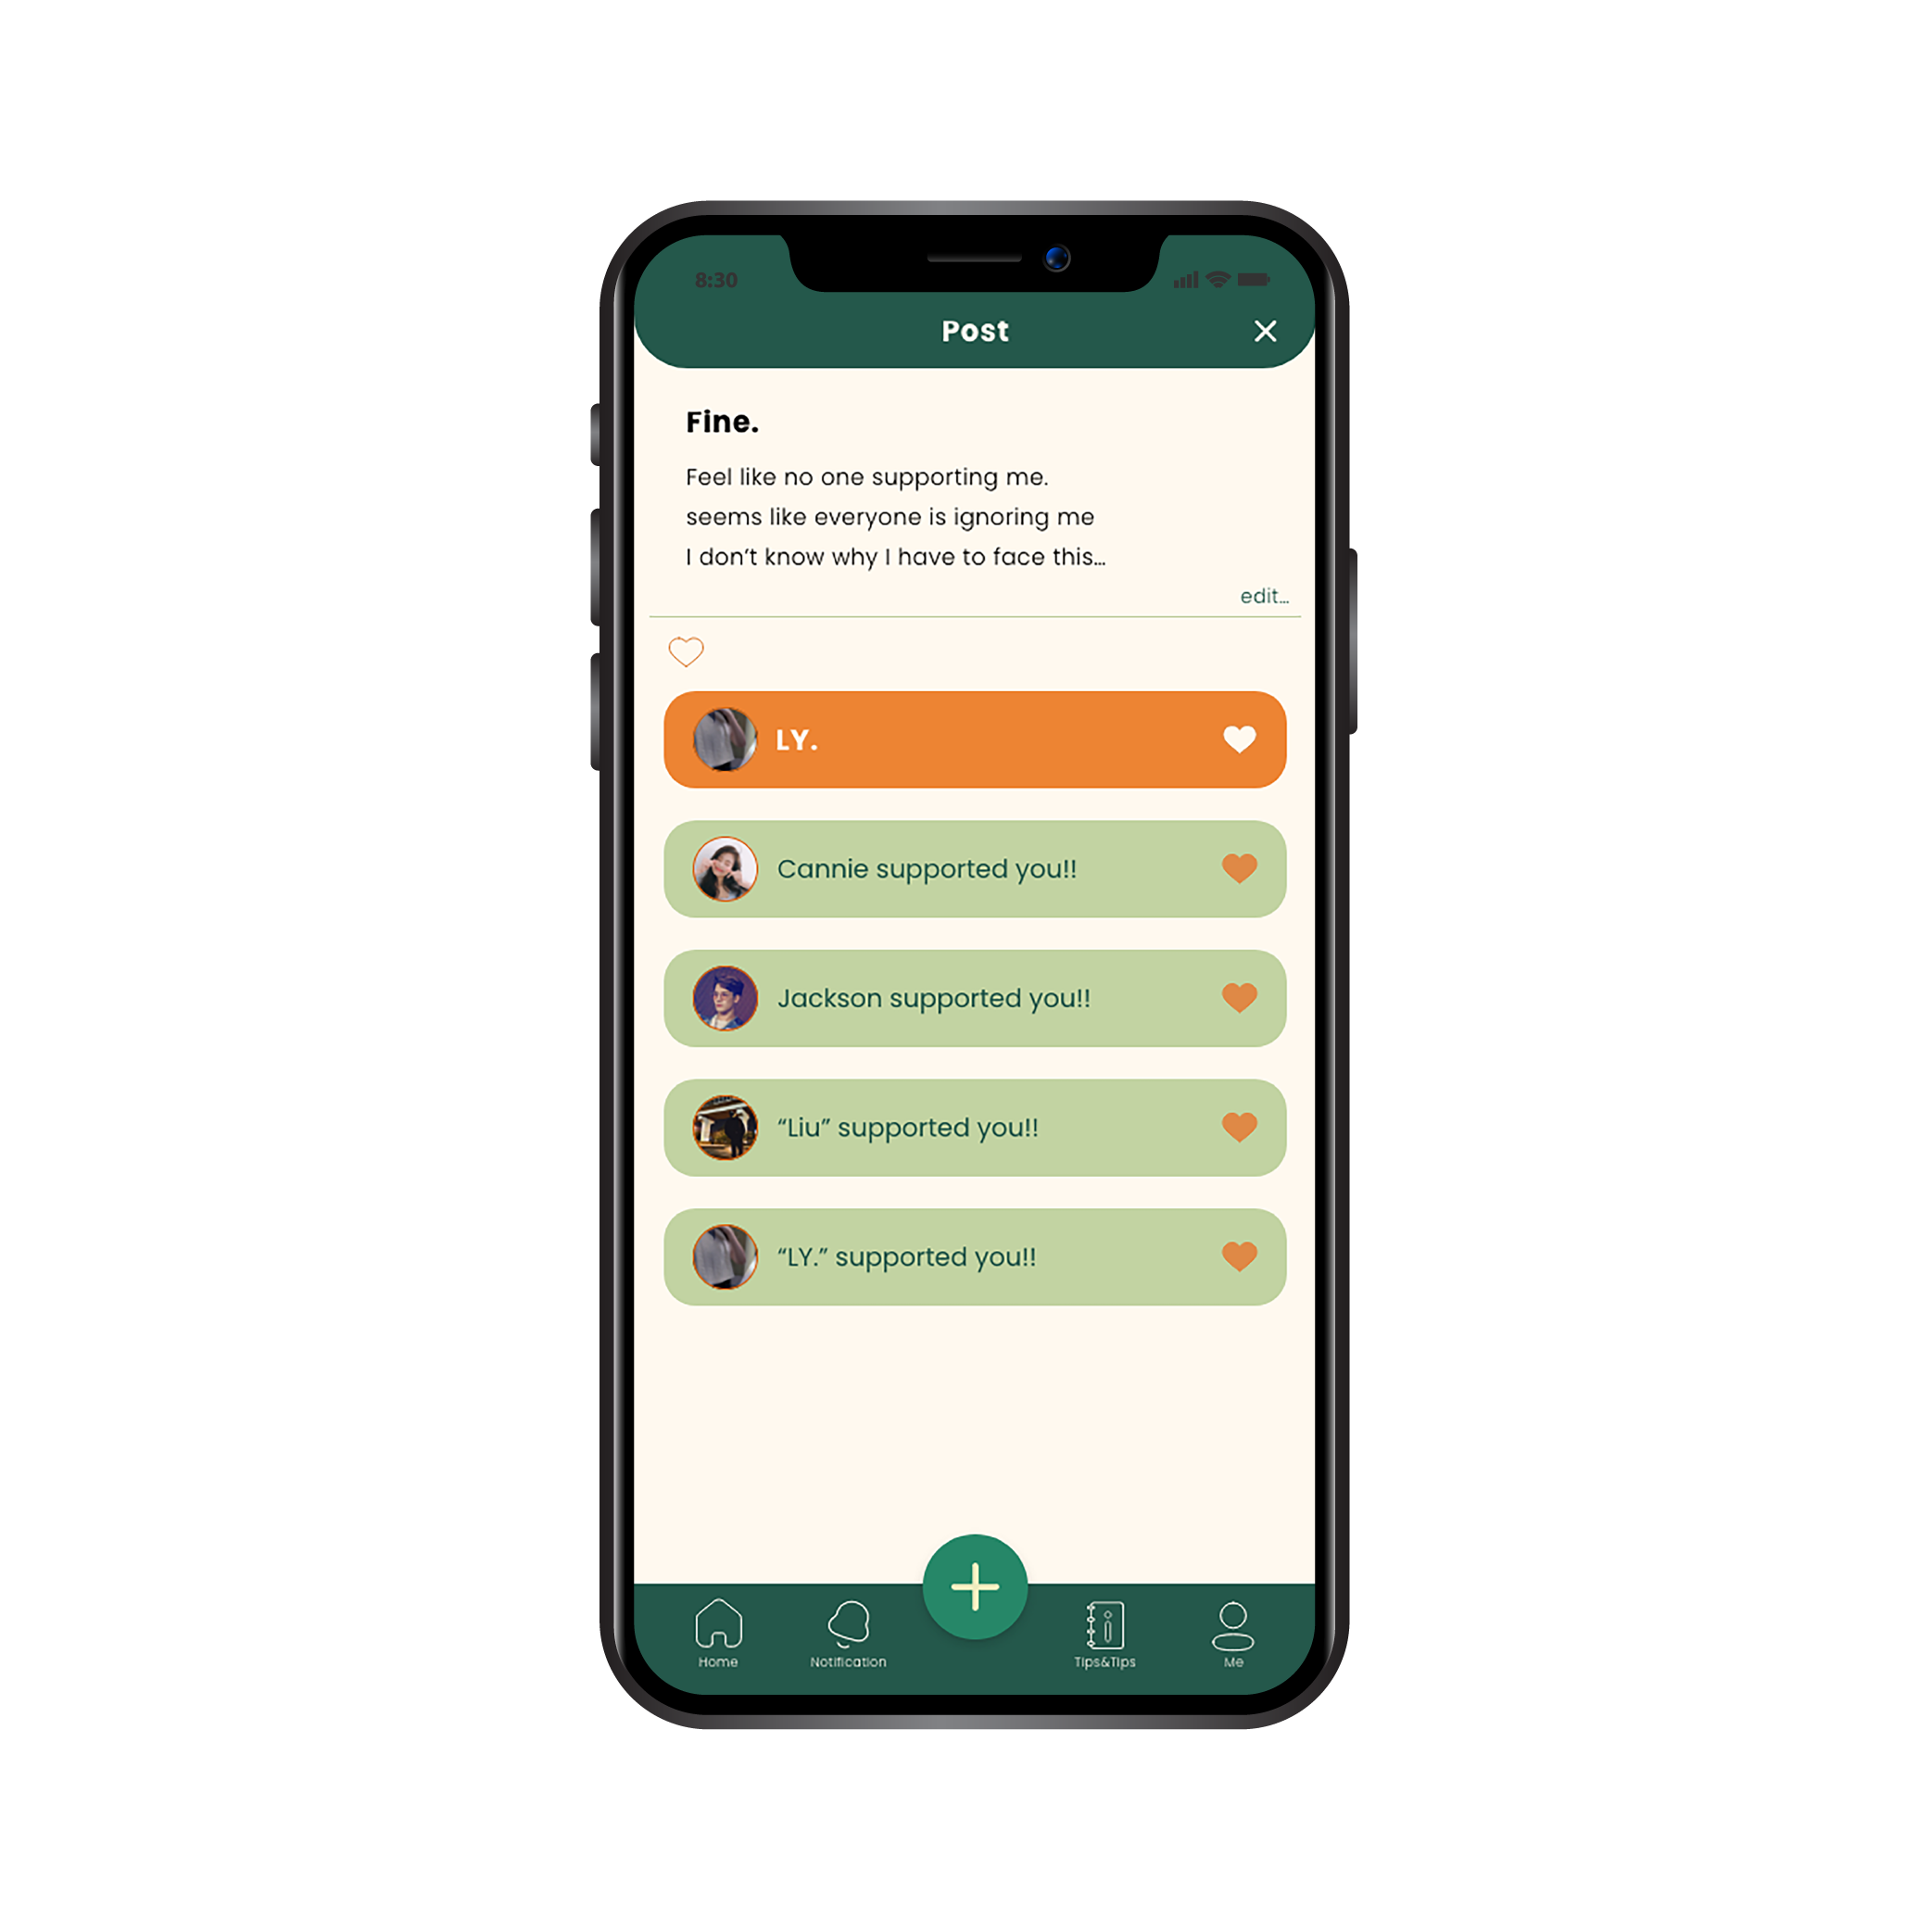 8:30
Post
Fine.
Feel like no one supporting me.
seems like everyone is ignoring me
I don’t know why I have to face this...
edit...
LY.
Cannie supported you!!
Jackson supported you!!
“Liu” supported you!!
“LY.” supported you!!
Home
Notification
Tips&Tips
Me